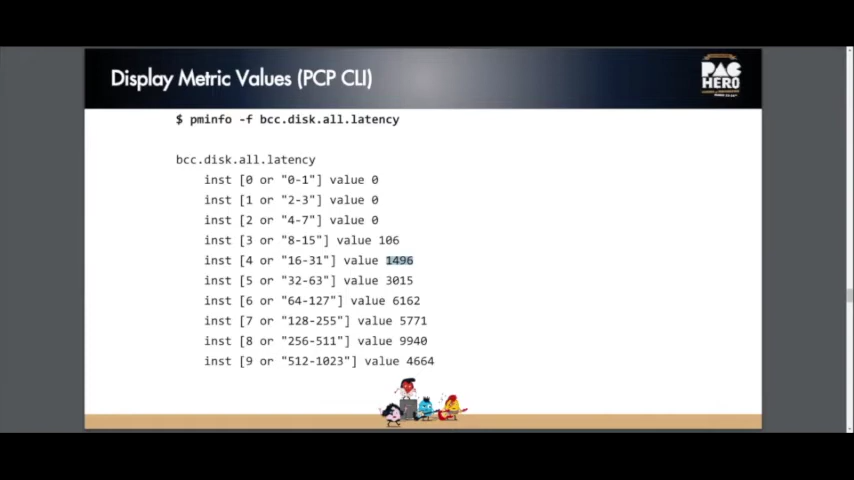 Display Metric Values (PCP CLI)
PAC
HERO
$ pminfo -f bcc.disk.all.latency
bcc.disk.all.latency
inst [0 or "0-1"] value 0
inst [1 or "2-3"] value 0
inst [2 or "4-7"] value 0
inst [3 or "8-15"] value 106
inst [4 or "16-31"] value 1496
inst [5 or "32-63"] value 3015
inst [6 or "64-127"] value 6162
inst [7 or "128-255"] value 5771
inst [8 or "256-511"] value 9940
inst [9 or "512-1023"] value 4664